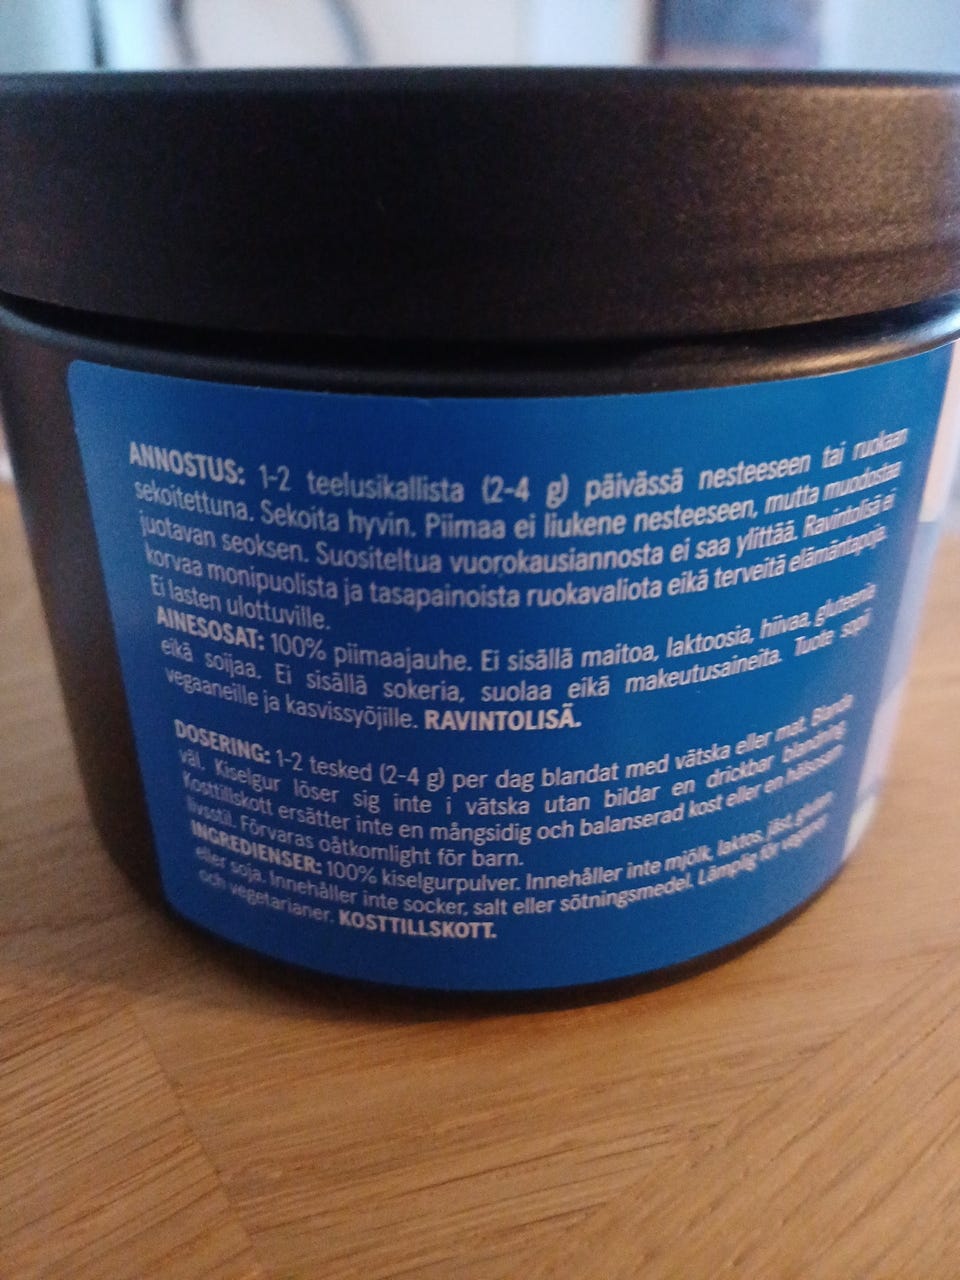 ANNOSTUS: 1-2 teelusikallista (2-4 g) päivässä nesteeseen tai ruokaan
sekoitettuna. Sekoita hyvin. Piimaa ei liukene nesteeseen, mutta muodostaa
juotavan seoksen. Suositeltua vuorokausiannosta ei saa ylittää. Ravintolisä ei
korvaa monipuolista ja tasapainoista ruokavaliota eikä terveitä elämäntapoja.
Ei lasten ulottuville.
AINESOSAT: 100% piimaajauhe. Ei sisällä maitoa, laktoosia, hiivaa, gluteenia
eikä soijaa. Ei sisällä sokeria, suolaa eikä makeutusaineita. Tuote sopii
vegaaneille ja kasvissyöjille. RAVINTOLISÄ.
DOSERING: 1-2 tesked (2-4 g) per dag blandat med vätska eller mat. Blanda
väl. Kiselgur löser sig inte i vätska utan bildar en drickbar blandning.
Kosttillskott ersätter inte en mångsidig och balanserad kost eller en hälsosam
livsstil. Förvaras oåtkomlight för barn.
INGREDIENSER: 100% kiselgurpulver. Innehåller inte mjölk, laktos, jäst, gluten
eller soja. Innehåller inte socker, salt eller sötningsmedel. Lämplig för veganer
och vegetarianer. KOSTTILLSKOTT.